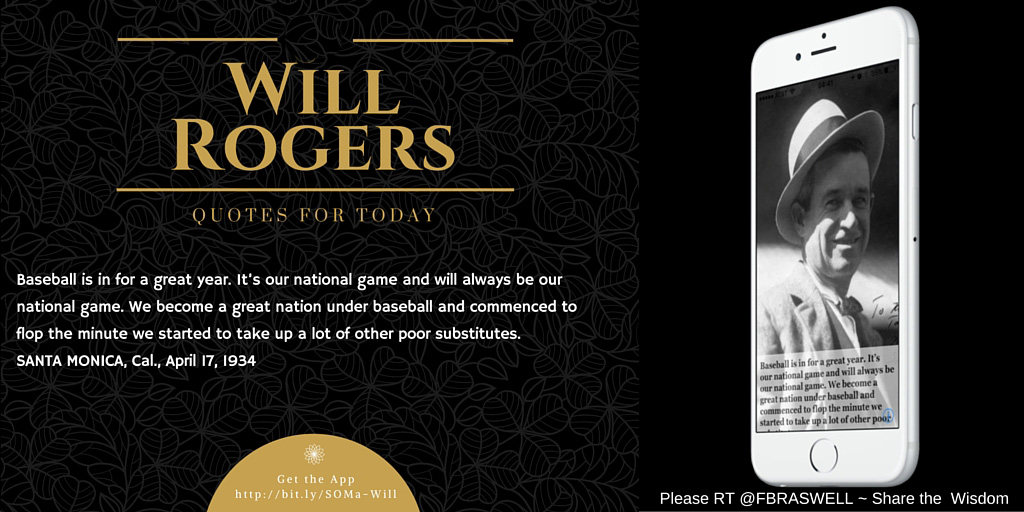 WILL
ROGERS
QUOTES FOR TODAY
Baseball is in for a great year. It's our national game and will always be our
national game. We become a great nation under baseball and commenced to
flop the minute we started to take up a lot of other poor substitutes.
SANTA MONICA, Cal., April 17, 1934
Get the App
http://bit.ly/SOMa-Will
Baseball is in for a great year. It's
our national game and will always be
our national game. We become a
great nation under baseball and
commenced to flop the minute we
started to take up a lot of other poor
Please RT @FBRASWELL ~ Share the Wisdom